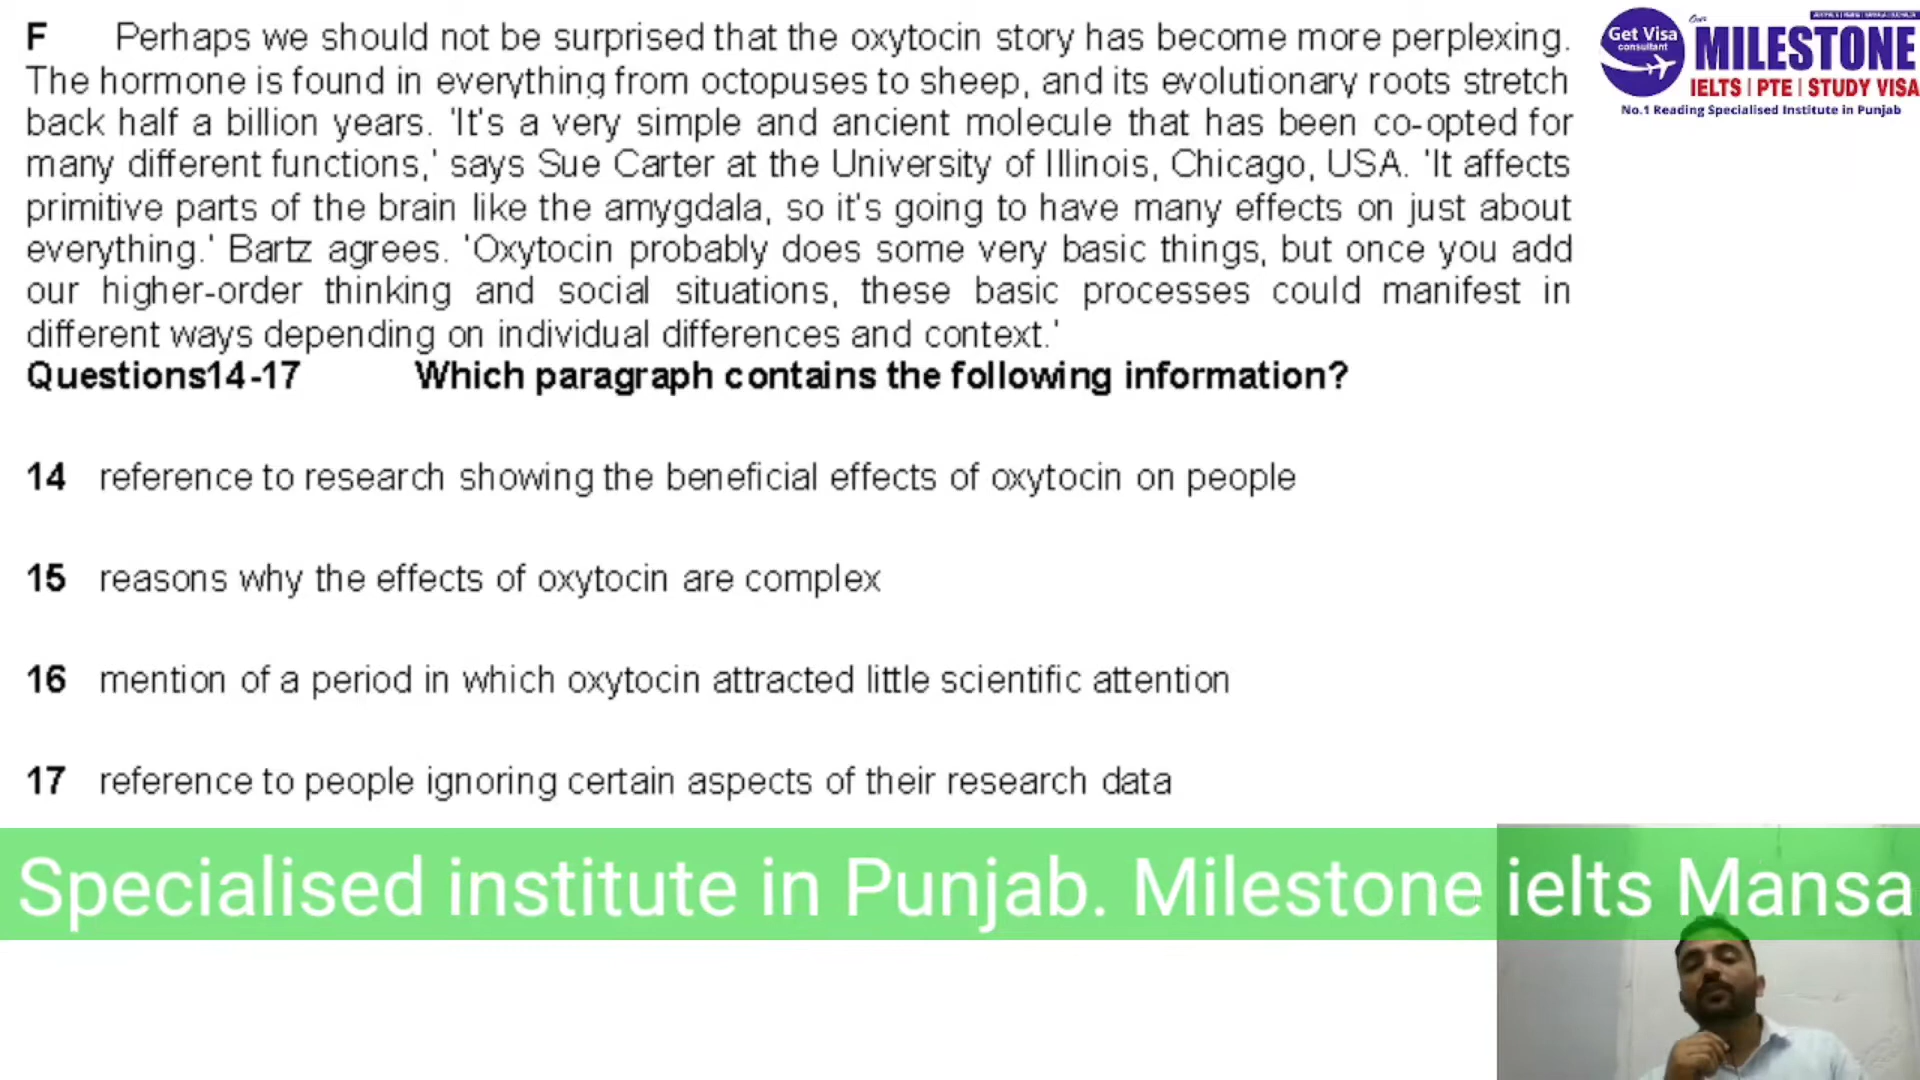 F Perhaps we should not be surprised that the oxytocin story has become more perplexing.
The hormone is found in everything from octopuses to sheep, and its evolutionary roots stretch
back half a billion years. 'It's a very simple and ancient molecule that has been co-opted for
many different functions,' says Sue Carter at the University of Illinois, Chicago, USA. 'It affects
primitive parts of the brain like the amygdala, so it's going to have many effects on just about
everything.' Bartz agrees. 'Oxytocin probably does some very basic things, but once you add
our higher-order thinking and social situations, these basic processes could manifest in
different ways depending on individual differences and context.'
Questions14-17 Which paragraph contains the following information?
14 reference to research showing the beneficial effects of oxytocin on people
15 reasons why the effects of oxytocin are complex
16 mention of a period in which oxytocin attracted little scientific attention
17 reference to people ignoring certain aspects of their research data
Specialised institute in Punjab. Milestone ielts Mansa
Get Visa
consultant
Our
MILESTONE
IELTS | PTE | STUDY VISA
No.1 Reading Specialised Institute in Punjab